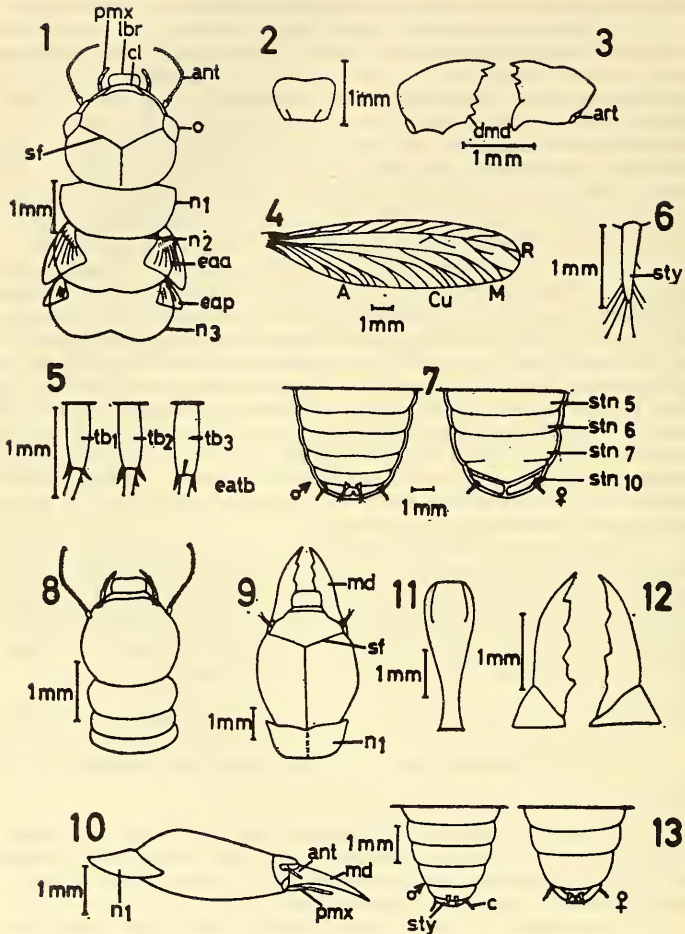 1
pmx
lbr
cl
ant
o
sf
n1
n2
eaa
eap
n3
1mm
2
1mm
3
art
dmd
1mm
4
R
A
Cu
M
1mm
6
1mm
sty
5
1mm
tb1
tb2
tb3
eatb
7
stn 5
stn 6
stn 7
stn 10
♂
1mm
♀
8
1mm
9
md
sf
1mm
n1
11
1mm
12
1mm
10
1mm
n1
ant
md
pmx
13
1mm
♂
sty
c
♀